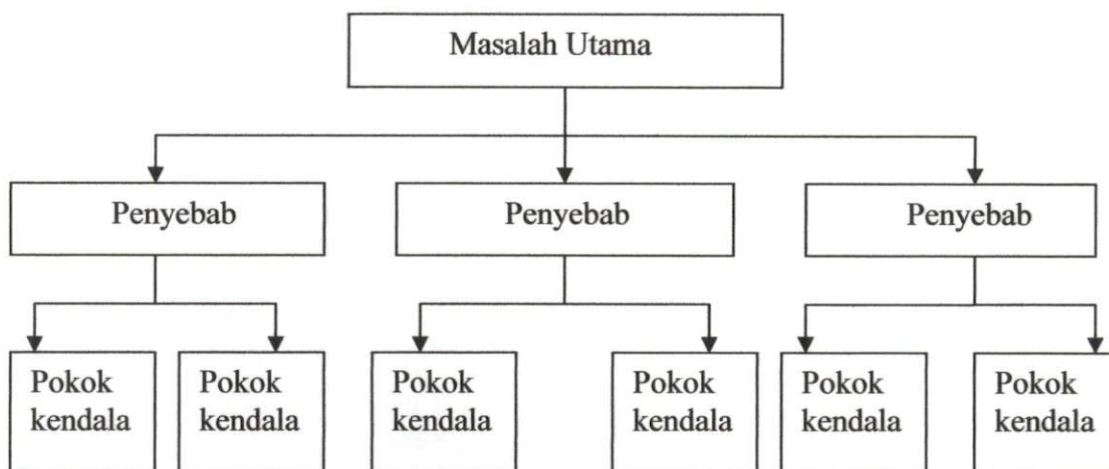 Masalah Utama
Penyebab
Penyebab
Penyebab
Pokok
kendala
Pokok
kendala
Pokok
kendala
Pokok
kendala
Pokok
kendala
Pokok
kendala